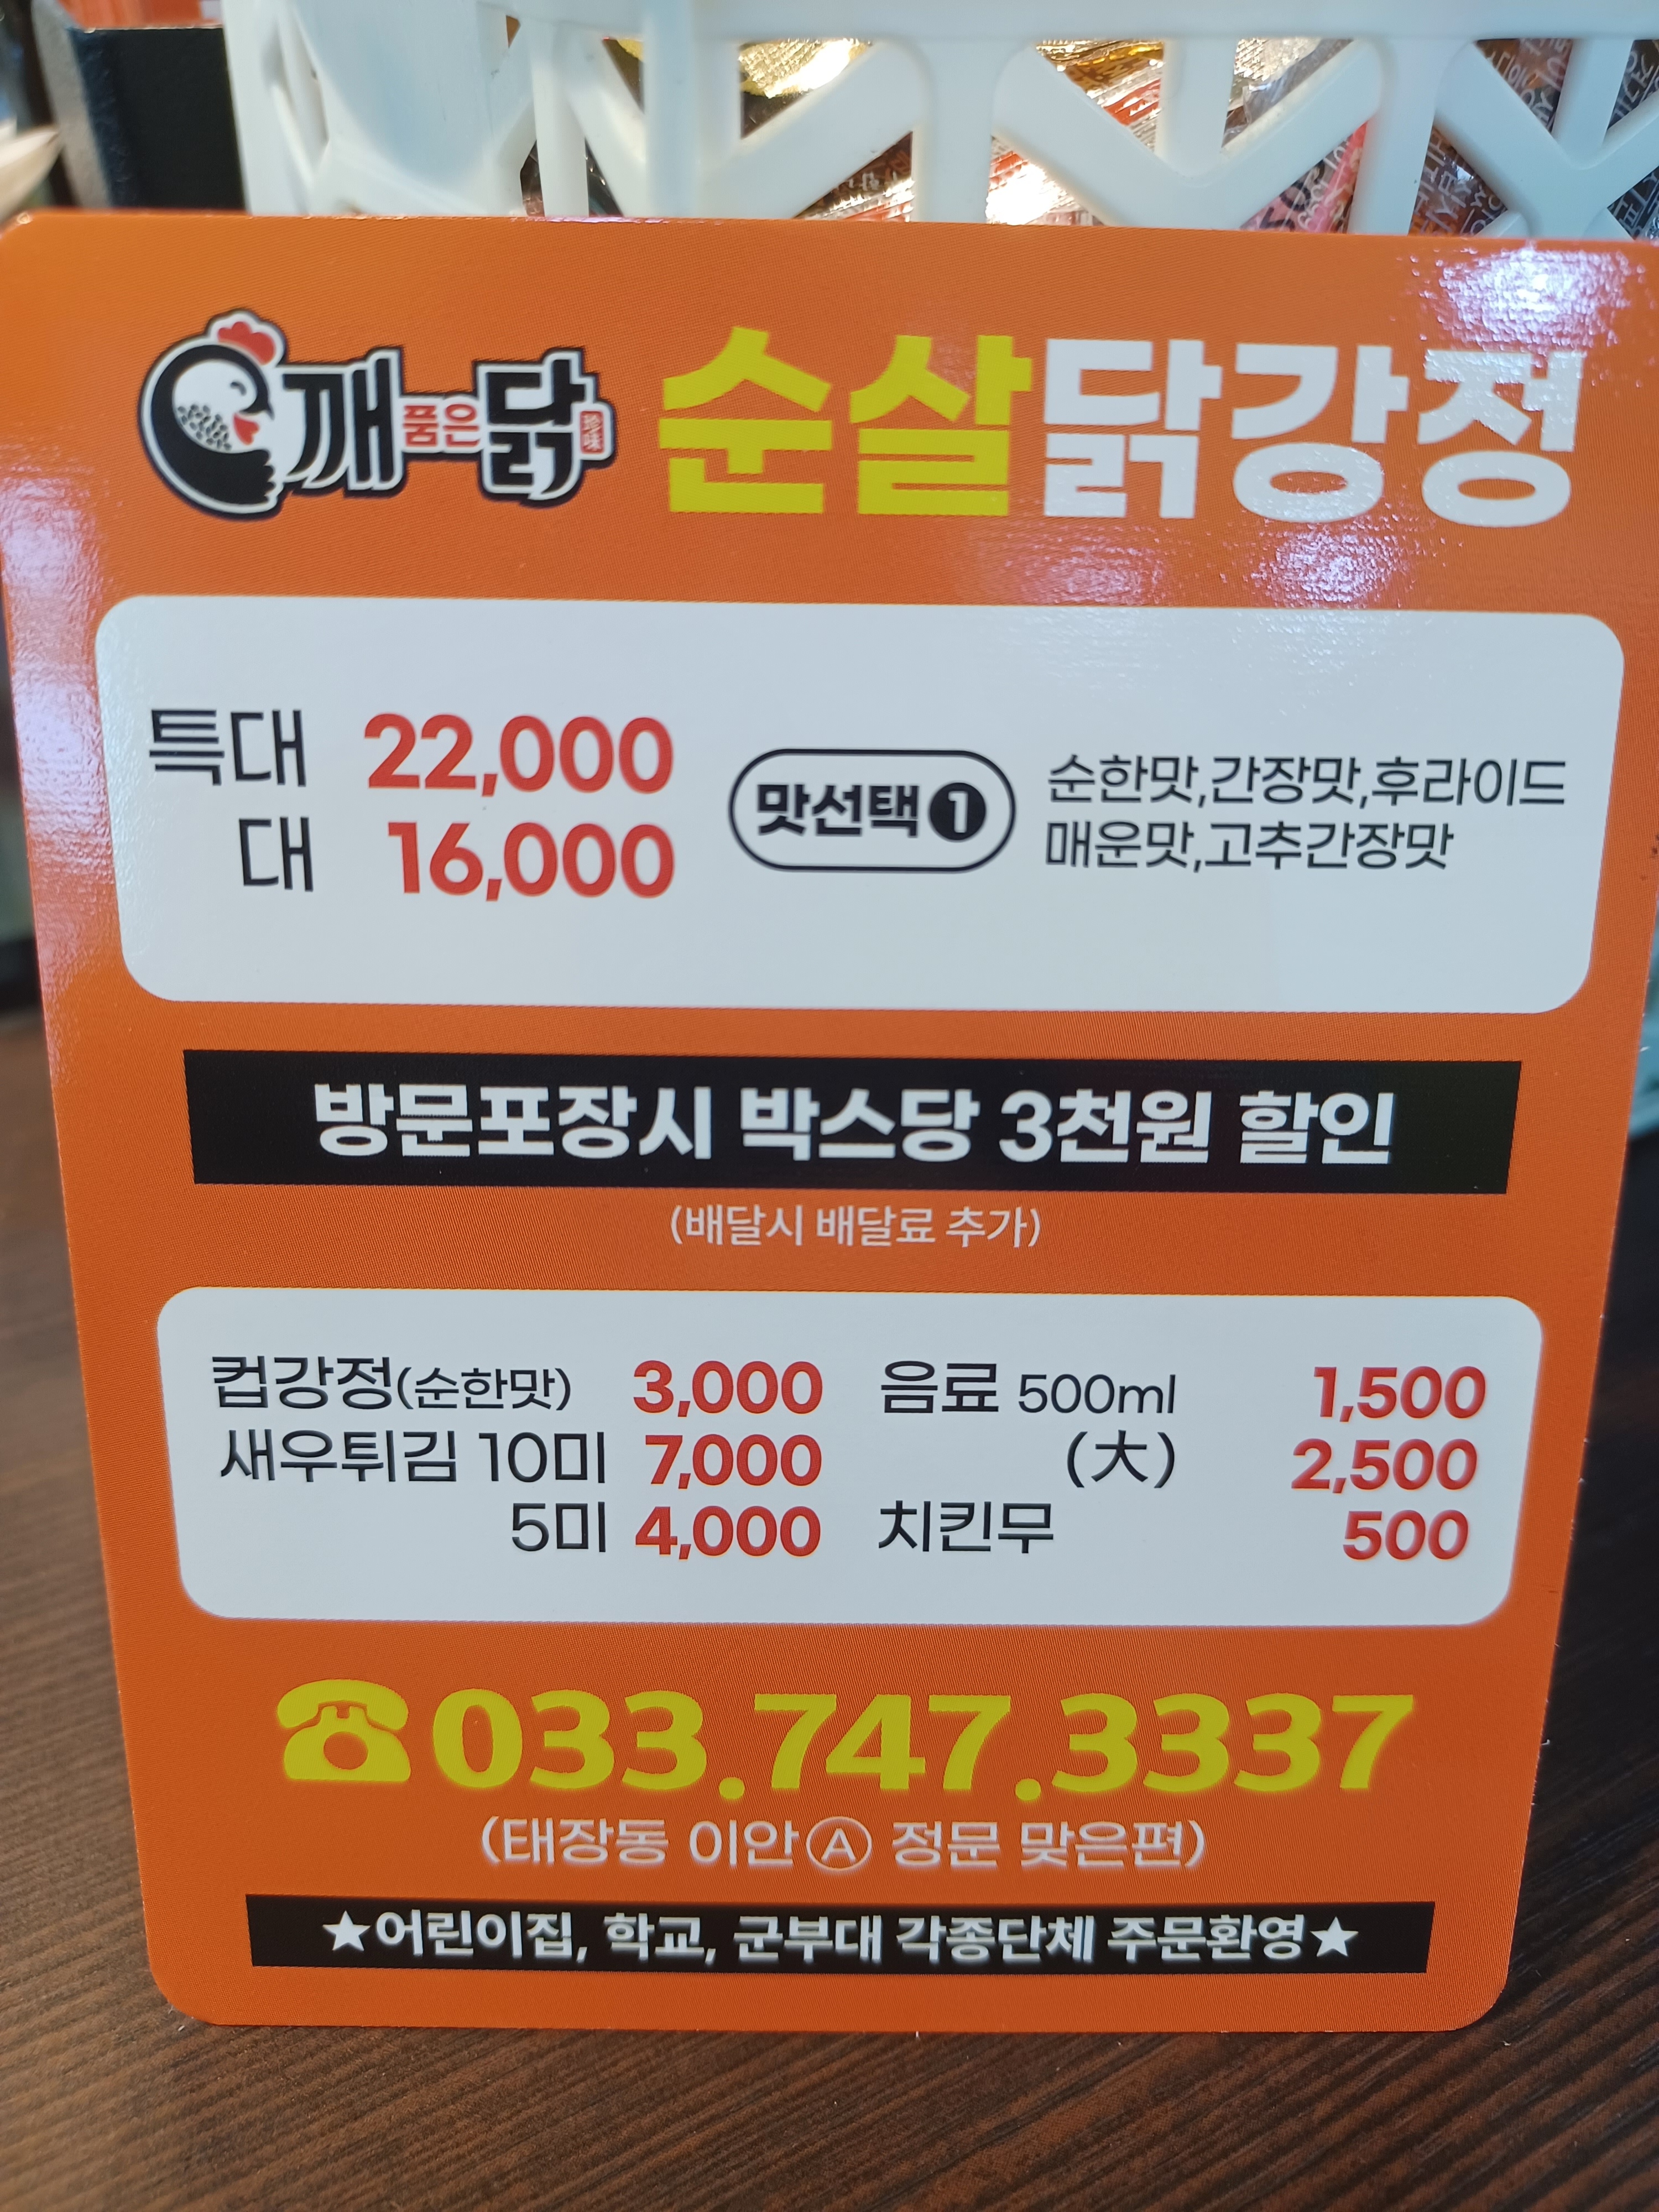 깨품은닭 珍味 순살닭강정
특대 22,000
대 16,000
맛선택❶
순한맛,간장맛,후라이드
매운맛,고추간장맛
방문포장시 박스당 3천원 할인
(배달시 배달료 추가)
컵강정(순한맛) 3,000 음료 500ml 1,500
새우튀김 10미 7,000 (大) 2,500
5미 4,000 치킨무 500
☎033.747.3337
(태장동 이안Ⓐ 정문 맞은편)
★어린이집, 학교, 군부대 각종단체 주문환영★